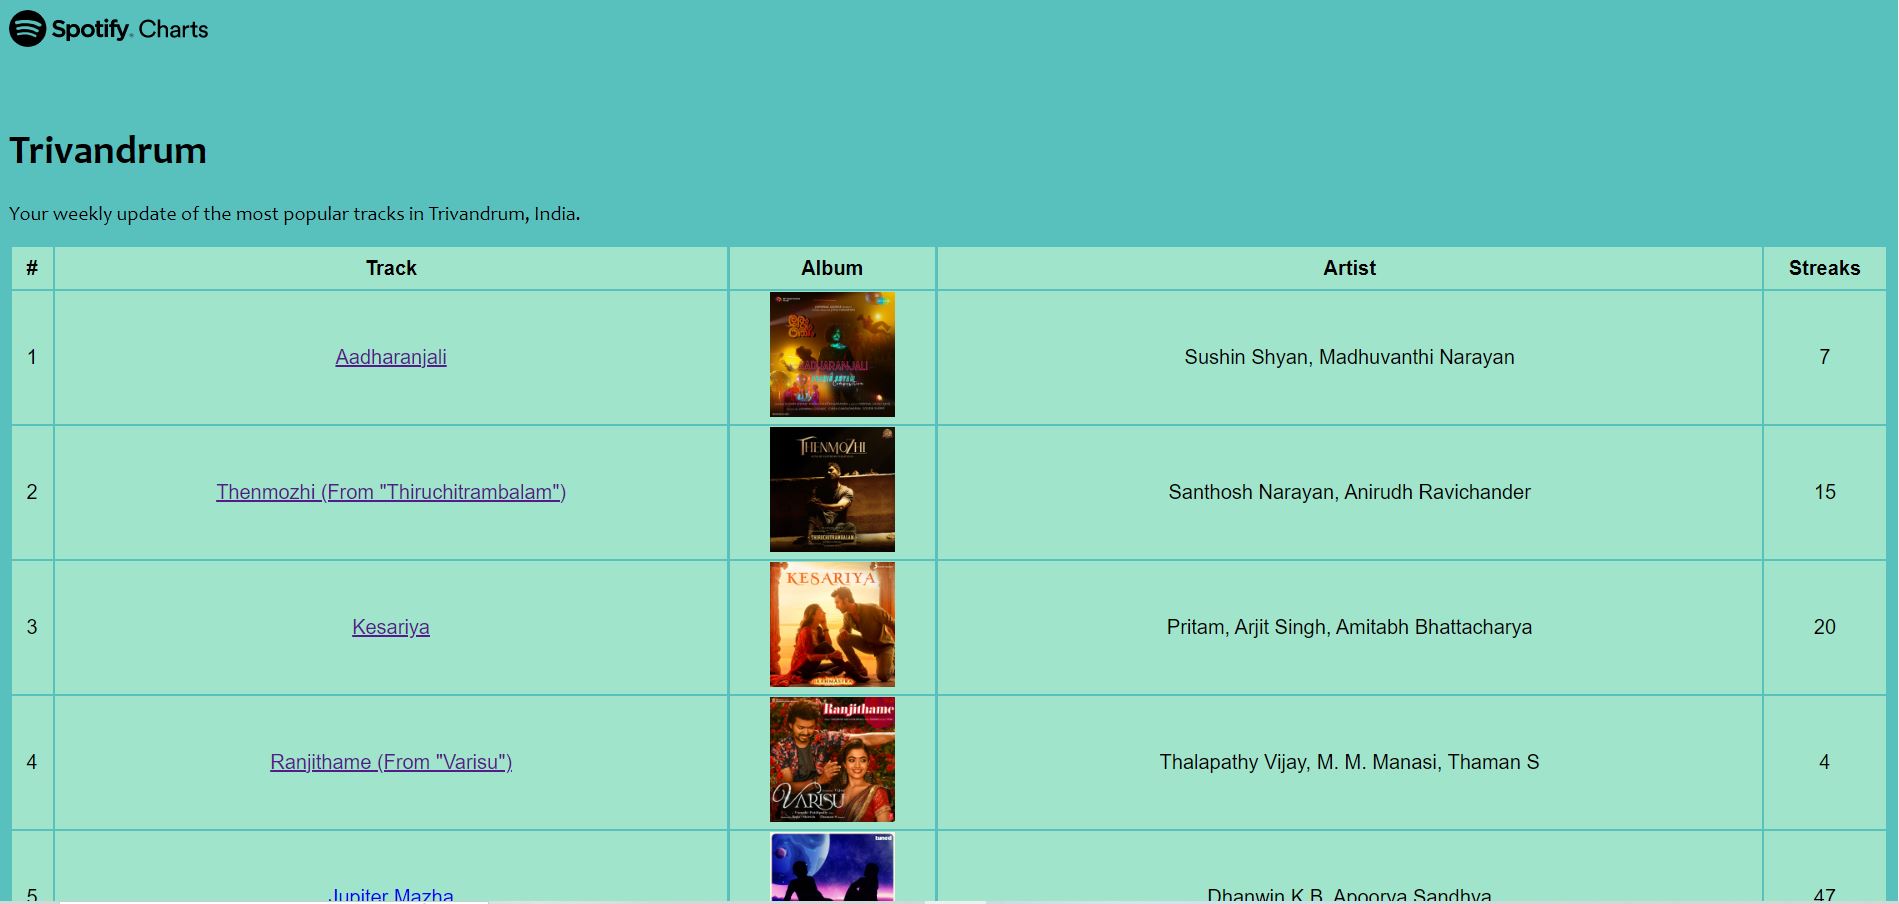 Spotify Charts
Trivandrum
Your weekly update of the most popular tracks in Trivandrum, India.
# Track Album Artist Streaks
1 Aadharanjali Sushin Shyan, Madhuvanthi Narayan 7
AADHARANJALI
2 Thenmozhi (From "Thiruchitrambalam") Santhosh Narayan, Anirudh Ravichander 15
THENMOZHI
THIRUCHITRAMBALAM
3 Kesariya Pritam, Arjit Singh, Amitabh Bhattacharya 20
KESARIYA
4 Ranjithame (From "Varisu") Thalapathy Vijay, M. M. Manasi, Thaman S 4
Ranjithame
VARISU
5 Jupiter Mazha Dhanwin K B, Apoorva Sandhya 47
tuned